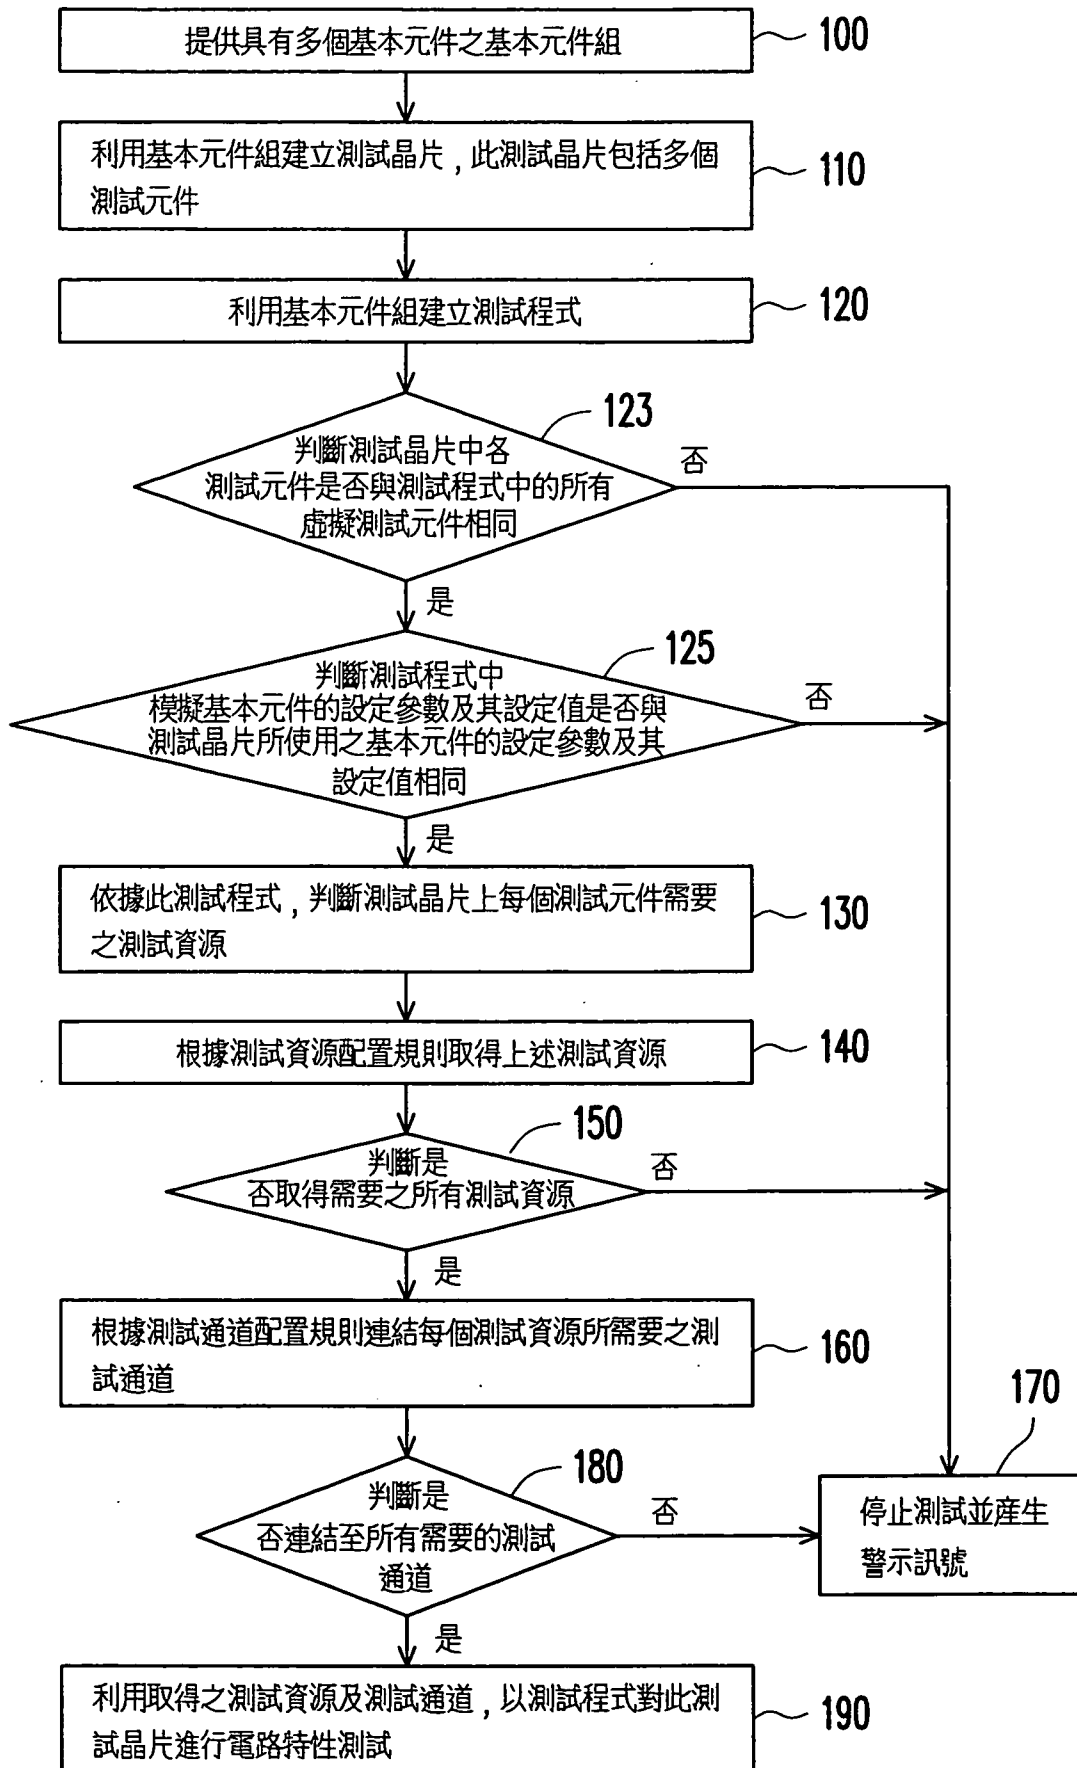 提供具有多個基本元件之基本元件組
100
利用基本元件組建立測試晶片，此測試晶片包括多個
測試元件
110
利用基本元件組建立測試程式
120
123
判斷測試晶片中各
測試元件是否與測試程式中的所有
虛擬測試元件相同
否
是
125
判斷測試程式中
模擬基本元件的設定參數及其設定值是否與
測試晶片所使用之基本元件的設定參數及其
設定值相同
否
是
依據此測試程式，判斷測試晶片上每個測試元件需要
之測試資源
130
根據測試資源配置規則取得上述測試資源
140
150
判斷是
否取得需要之所有測試資源
否
是
根據測試通道配置規則連結每個測試資源所需要之測
試通道
160
170
180
判斷是
否連結至所有需要的測試
通道
否
停止測試並產生
警示訊號
是
利用取得之測試資源及測試通道，以測試程式對此測
試晶片進行電路特性測試
190